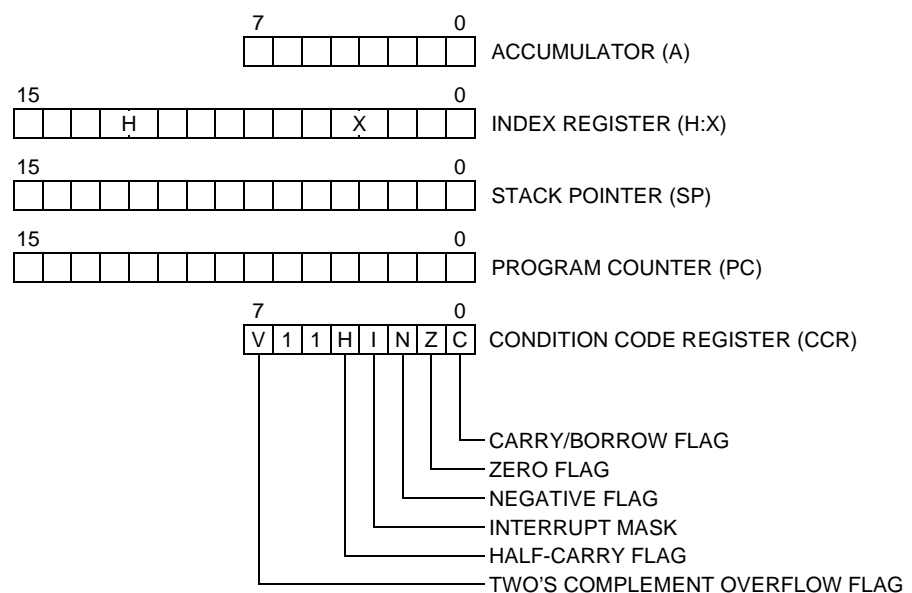 7 0
ACCUMULATOR (A)
15 0
H X INDEX REGISTER (H:X)
15 0
STACK POINTER (SP)
15 0
PROGRAM COUNTER (PC)
7 0
V 1 1 H I N Z C CONDITION CODE REGISTER (CCR)
CARRY/BORROW FLAG
ZERO FLAG
NEGATIVE FLAG
INTERRUPT MASK
HALF-CARRY FLAG
TWO'S COMPLEMENT OVERFLOW FLAG